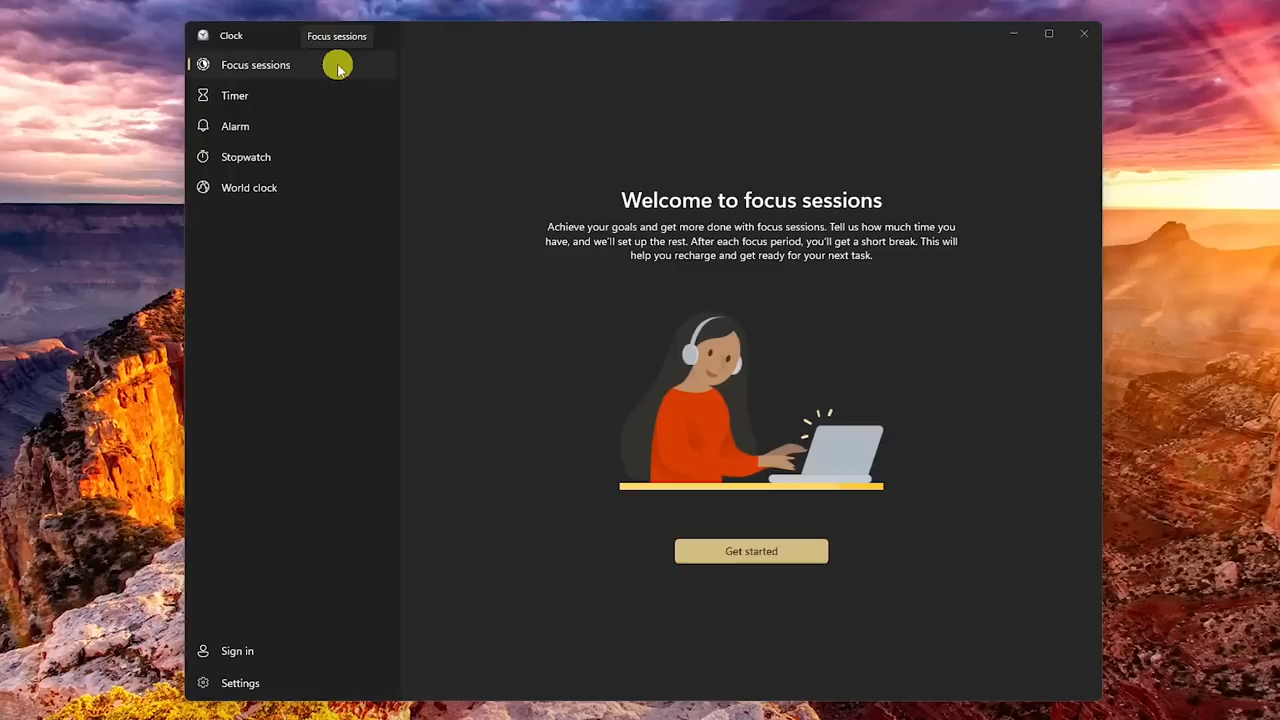 Clock
Focus sessions
Focus sessions
Timer
Alarm
Stopwatch
World clock
Welcome to focus sessions
Achieve your goals and get more done with focus sessions. Tell us how much time you
have, and we'll set up the rest. After each focus period, you'll get a short break. This will
help you recharge and get ready for your next task.
Get started
Sign in
Settings